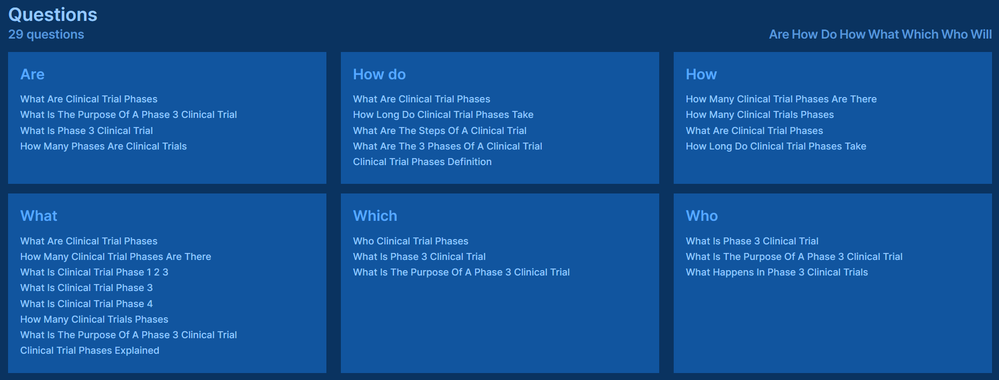 Questions
29 questions
Are How Do How What Which Who Will
Are
What Are Clinical Trial Phases
What Is The Purpose Of A Phase 3 Clinical Trial
What Is Phase 3 Clinical Trial
How Many Phases Are Clinical Trials
How do
What Are Clinical Trial Phases
How Long Do Clinical Trial Phases Take
What Are The Steps Of A Clinical Trial
What Are The 3 Phases Of A Clinical Trial
Clinical Trial Phases Definition
How
How Many Clinical Trial Phases Are There
How Many Clinical Trials Phases
What Are Clinical Trial Phases
How Long Do Clinical Trial Phases Take
What
What Are Clinical Trial Phases
How Many Clinical Trial Phases Are There
What Is Clinical Trial Phase 1 2 3
What Is Clinical Trial Phase 3
What Is Clinical Trial Phase 4
How Many Clinical Trials Phases
What Is The Purpose Of A Phase 3 Clinical Trial
Clinical Trial Phases Explained
Which
Who Clinical Trial Phases
What Is Phase 3 Clinical Trial
What Is The Purpose Of A Phase 3 Clinical Trial
Who
What Is Phase 3 Clinical Trial
What Is The Purpose Of A Phase 3 Clinical Trial
What Happens In Phase 3 Clinical Trials